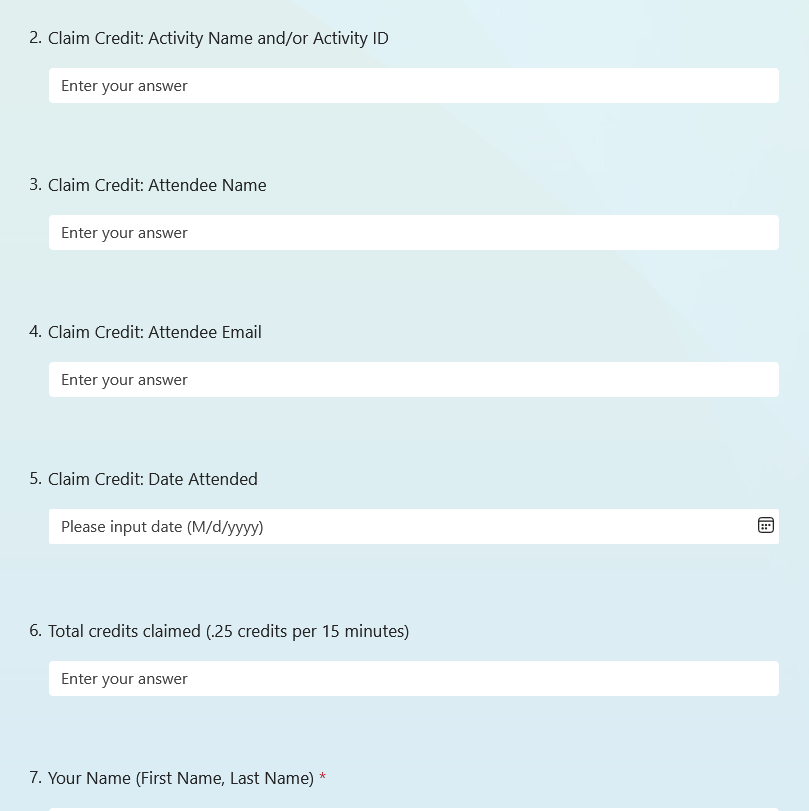 2. Claim Credit: Activity Name and/or Activity ID
Enter your answer
3. Claim Credit: Attendee Name
Enter your answer
4. Claim Credit: Attendee Email
Enter your answer
5. Claim Credit: Date Attended
Please input date (M/d/yyyy)
6. Total credits claimed (.25 credits per 15 minutes)
Enter your answer
7. Your Name (First Name, Last Name) *